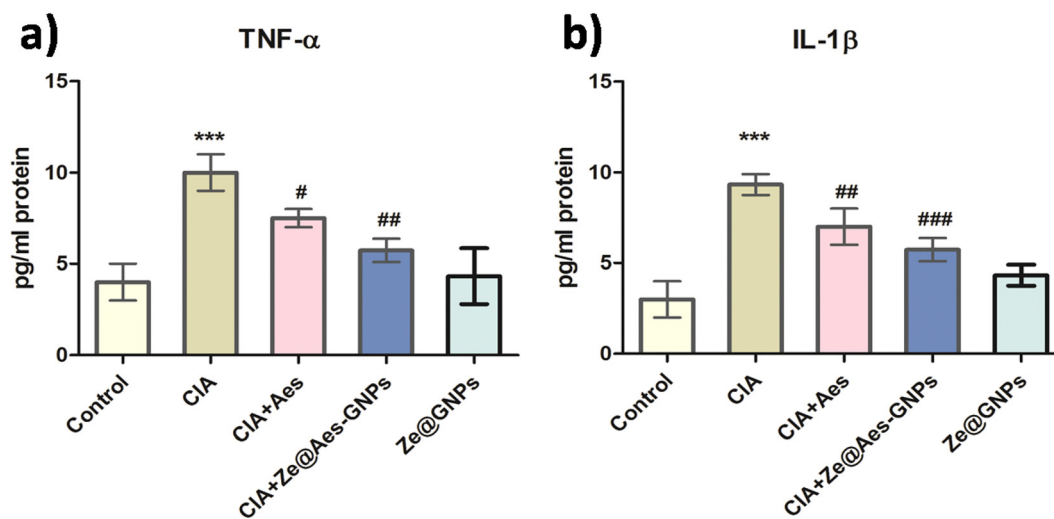 a)
TNF-α
pg/ml protein
15
10
5
0
***
#
##
Control
CIA
CIA+Aes
CIA+Ze@Aes-GNPs
Ze@GNPs
b)
IL-1β
pg/ml protein
15
10
5
0
***
##
###
Control
CIA
CIA+Aes
CIA+Ze@Aes-GNPs
Ze@GNPs